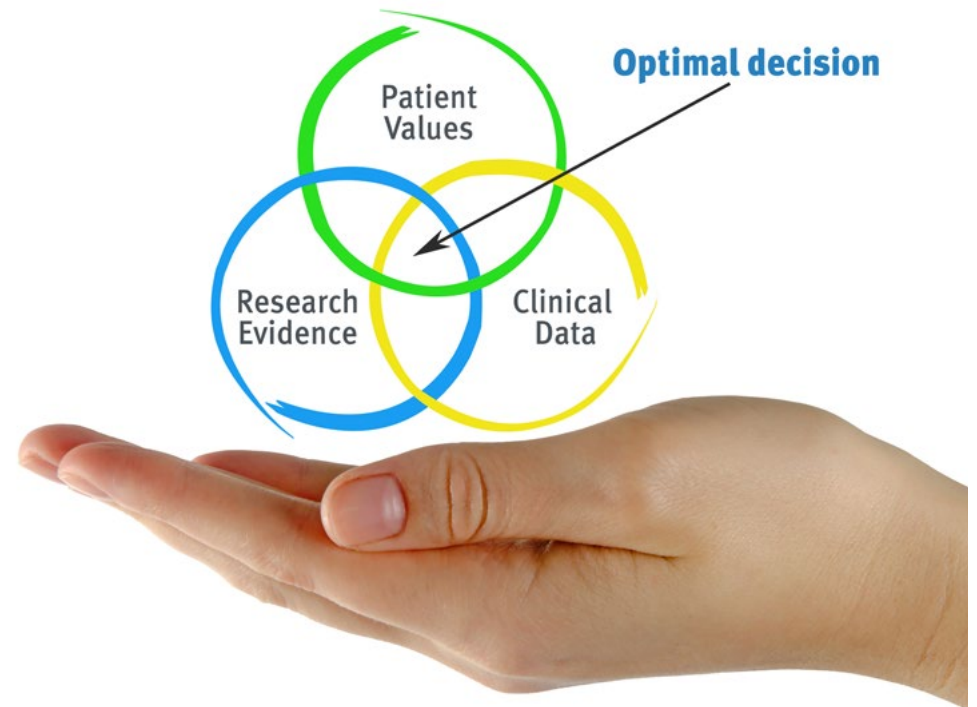 Optimal decision
Patient
Values
Research
Evidence
Clinical
Data